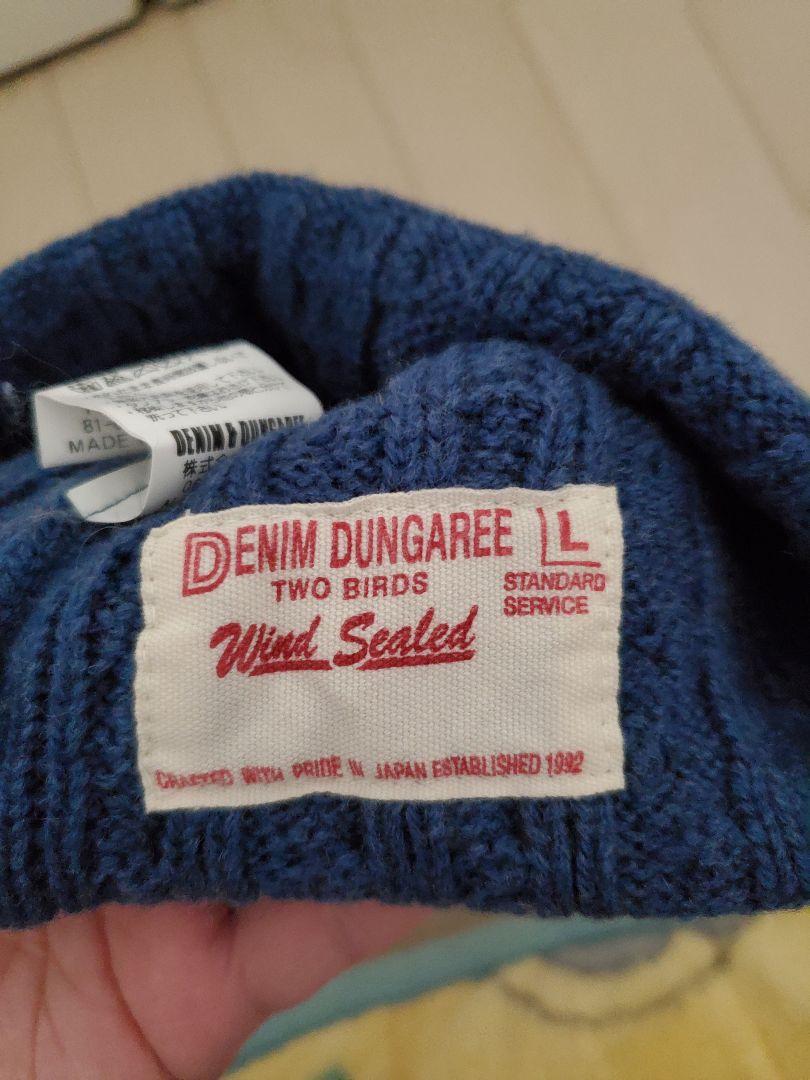 DENIM DUNGAREE L
TWO BIRDS
STANDARD
SERVICE
Wind Sealed
CRAFTED WITH PRIDE IN JAPAN ESTABLISHED 1992
DENIM & DUNGAREE
株式会
81-
MADE